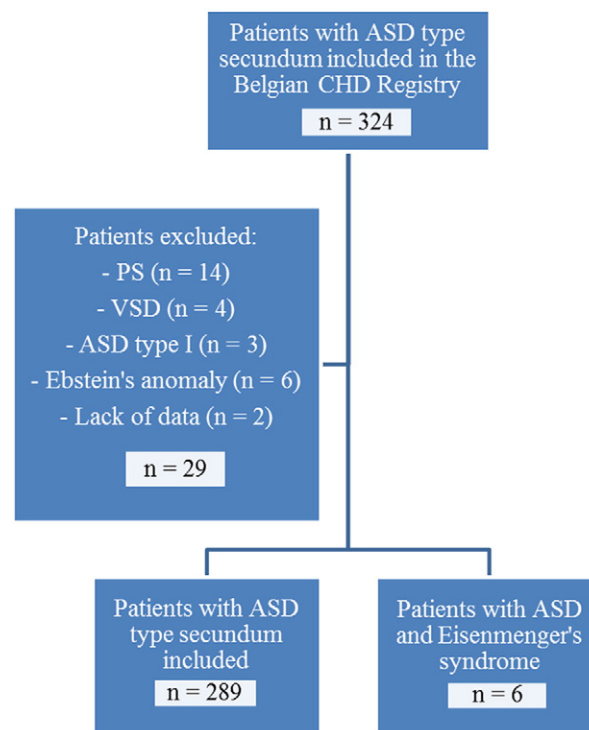 Patients with ASD type
secundum included in the
Belgian CHD Registry
n = 324
Patients excluded:
- PS (n = 14)
- VSD (n = 4)
- ASD type I (n = 3)
- Ebstein's anomaly (n = 6)
- Lack of data (n = 2)
n = 29
Patients with ASD
type secundum
included
n = 289
Patients with ASD
and Eisenmenger's
syndrome
n = 6